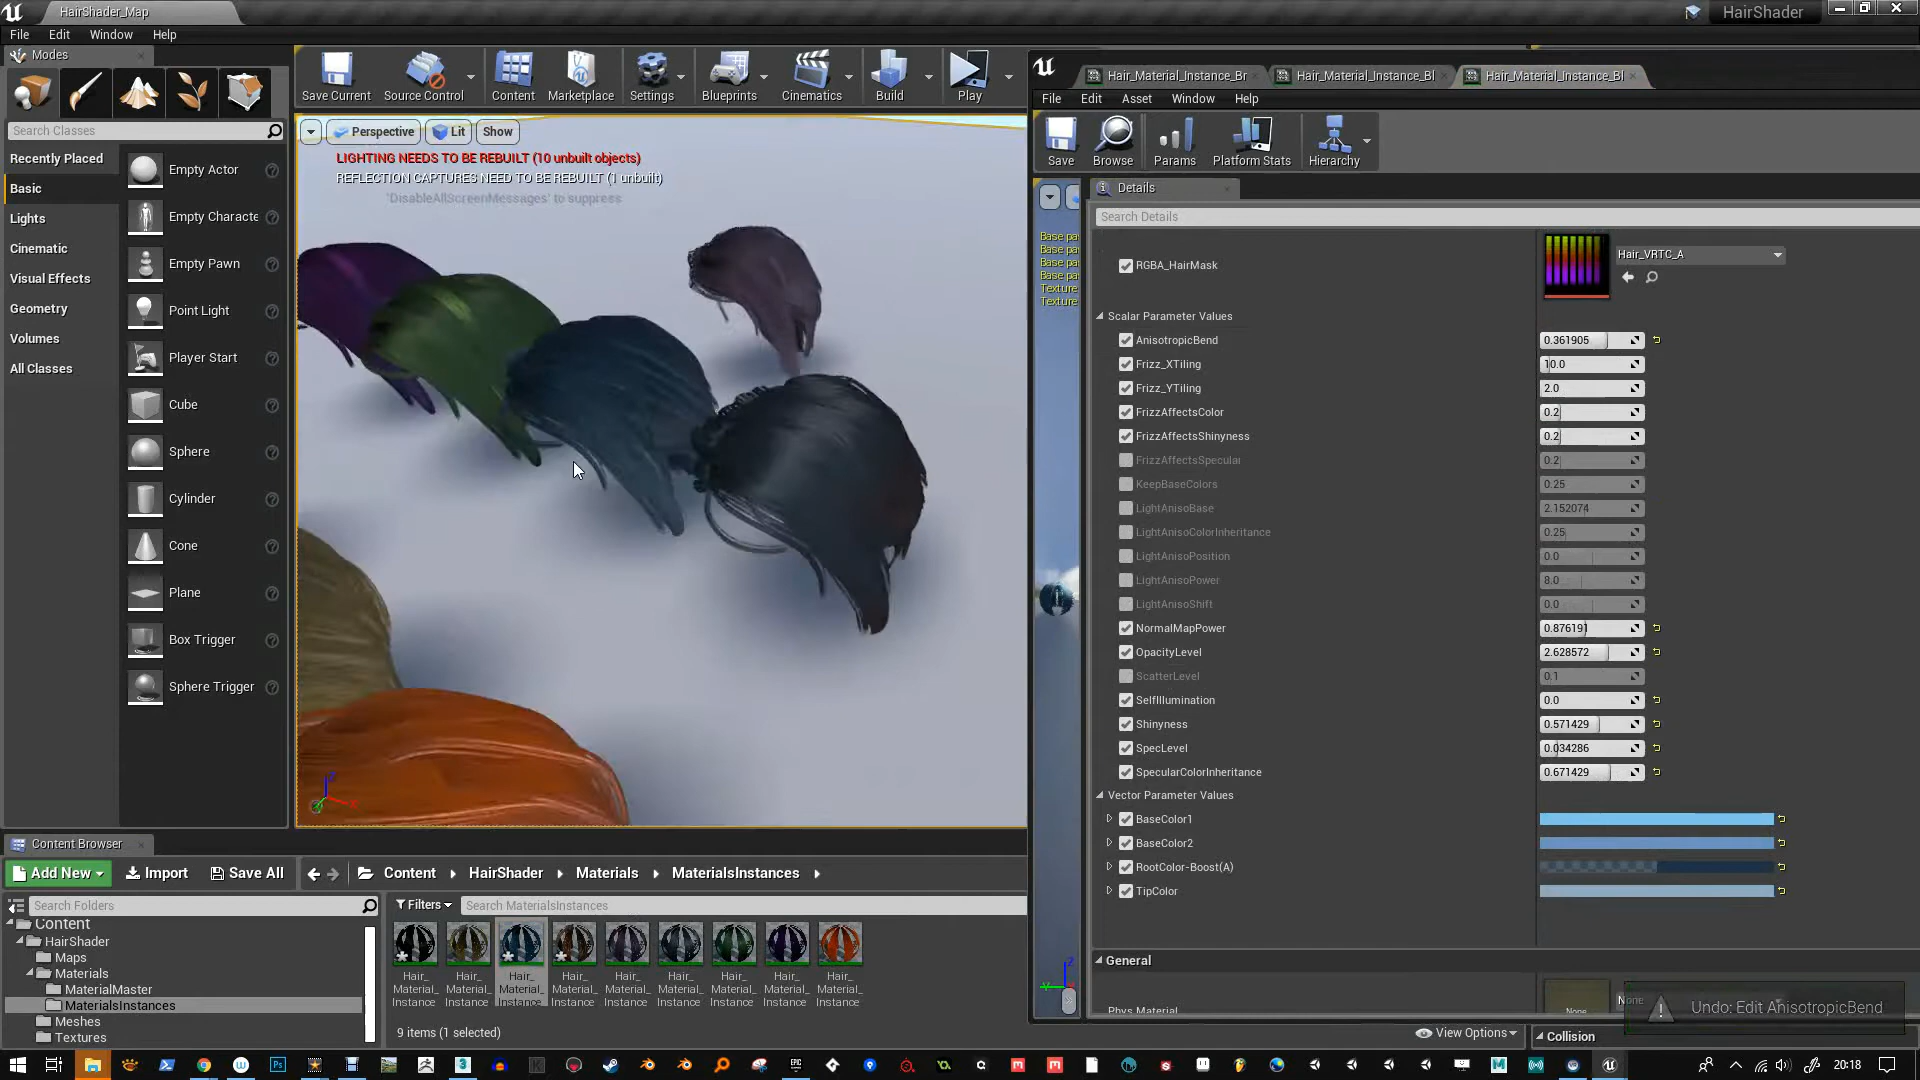 HairShader_Map
HairShader
File Edit Window Help
Modes
Search Classes
Recently Placed
Basic
Lights
Cinematic
Visual Effects
Geometry
Volumes
All Classes
Empty Actor
Empty Characte
Empty Pawn
Point Light
Player Start
Cube
Sphere
Cylinder
Cone
Plane
Box Trigger
Sphere Trigger
Save Current
Source Control
Content
Marketplace
Settings
Blueprints
Cinematics
Build
Play
Perspective
Lit
Show
LIGHTING NEEDS TO BE REBUILT (10 unbuilt objects)
REFLECTION CAPTURES NEED TO BE REBUILT (1 unbuilt)
'DisableAllScreenMessages' to suppress
Hair_Material_Instance_Br
Hair_Material_Instance_Bl
Hair_Material_Instance_Bl
File Edit Asset Window Help
Save
Browse
Params
Platform Stats
Hierarchy
Details
Search Details
Base pa
Base pa
Base pa
Base pa
Texture
Texture
RGBA_HairMask
Hair_VRTC_A
Scalar Parameter Values
AnisotropicBend 0.361905
Frizz_XTiling 10.0
Frizz_YTiling 2.0
FrizzAffectsColor 0.2
FrizzAffectsShinyness 0.2
FrizzAffectsSpecular 0.2
KeepBaseColors 0.25
LightAnisoBase 2.152074
LightAnisoColorInheritance 0.25
LightAnisoPosition 0.0
LightAnisoPower 8.0
LightAnisoShift 0.0
NormalMapPower 0.876191
OpacityLevel 2.628572
ScatterLevel 0.1
SelfIllumination 0.0
Shinyness 0.571429
SpecLevel 0.034286
SpecularColorInheritance 0.671429
Vector Parameter Values
BaseColor1
BaseColor2
RootColor-Boost(A)
TipColor
General
Phys Material
None
None
Undo: Edit AnisotropicBend
Collision
Content Browser
Add New
Import
Save All
Content
HairShader
Materials
MaterialsInstances
Search Folders
Content
HairShader
Maps
Materials
MaterialMaster
MaterialsInstances
Meshes
Textures
Filters
Search MaterialsInstances
Hair_ Hair_ Hair_ Hair_ Hair_ Hair_ Hair_ Hair_ Hair_
Material_ Material_ Material_ Material_ Material_ Material_ Material_ Material_ Material_
Instance Instance Instance Instance Instance Instance Instance Instance Instance
9 items (1 selected)
View Options
20:18